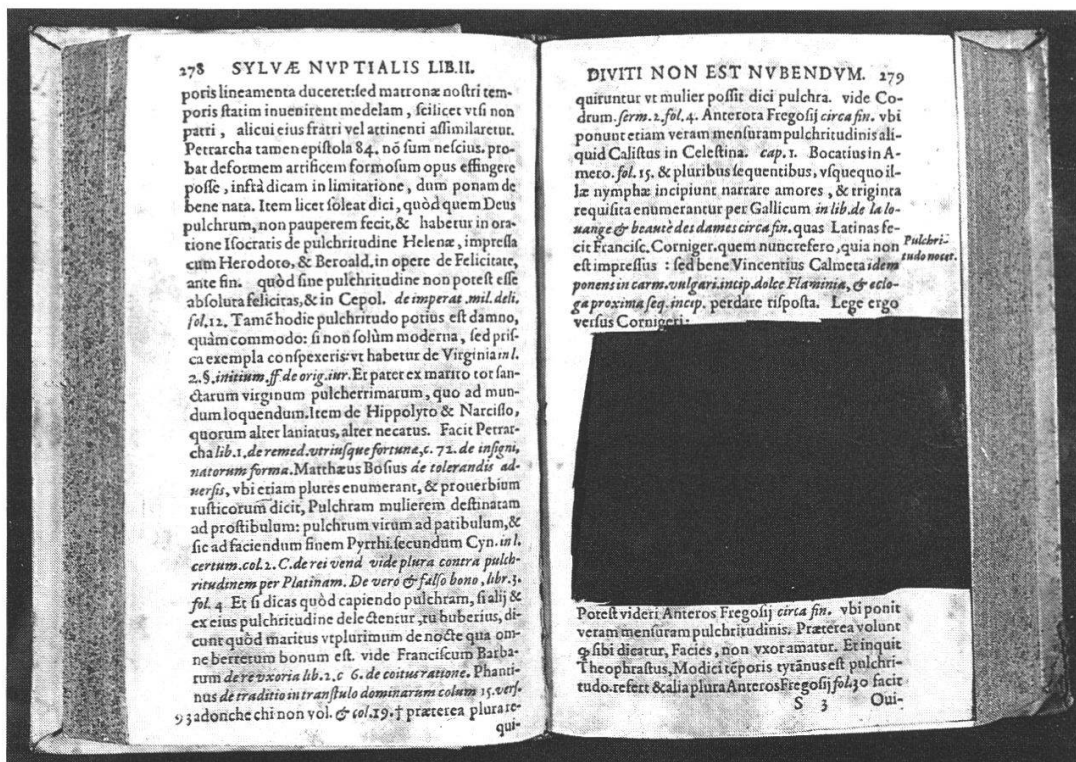 278 SYLVÆ NVPTIALIS LIB.II.
poris lineamenta duceret:sed matronæ nostri tem-
poris statim inuenirent medelam, scilicet vtsi non
patri, alicui eius fratri vel attinenti assimilaretur.
Petrarcha tamen epistola 84. nō sum nescius. pro-
bat deformem artificem formosum opus effingere
posse, infrà dicam in limitatione, dum ponam de
bene nata. Item licet soleat dici, quòd quem Deus
pulchrum, non pauperem fecit, & habetur in ora-
tione Isocratis de pulchritudine Helenæ, impressa
cum Herodoto, & Beroald. in opere de Felicitate,
ante fin. quòd sine pulchritudine non potest esse
absoluta felicitas, & in Cepol. de imperat. mil. deli.
fol.12. Tamē hodie pulchritudo potius est damno,
quàm commodo: si non solùm moderna, sed pris-
ca exempla conspexeris: vt habetur de Virginia in l.
2.§.initium.ff.de orig.iur. Et pater ex marito tot san-
ctarum virginum pulcherrimarum, quo ad mun-
dum loquendum. Item de Hippolyto & Narcisso,
quorum alter laniatus, alter necatus. Facit Petrar-
cha lib.1.de remed.vtriusque fortunæ, c. 72. de insigni,
natorum forma. Matthæus Bosius de tolerandis ad-
uersis, vbi etiam plures enumerant, & prouerbium
rusticorum dicit, Pulchram mulierem destinatam
ad prostibulum: pulchrum virum ad patibulum, &
sic ad faciendum finem Pyrrhi. secundum Cyn. in l.
certum.col.2. C. de rei vend vide plura contra pulch-
ritudinem per Platinam. De vero & falso bono, libr.3.
fol. 4. Et si dicas quòd capiendo pulchram, si alij &
ex eius pulchritudine delectentur, tu huberius, di-
cunt quòd maritus vtplurimum de nocte qua om-
ne berretum bonum est. vide Franciscum Barba-
rum de re vxoria lib.2.c 6. de coitus ratione. Phanti-
nus de traditio in transtulo dominarum colum 15. vers.
93 adonche chi non vol. & col.19.† præterea plura re-
qui-
DIVITI NON EST NVBENDVM. 279
quiruntur vt mulier possit dici pulchra. vide Co-
drum. serm.2.fol.4. Anterota Fregosij circa fin. vbi
ponunt etiam veram mensuram pulchritudinis ali-
quid Calistus in Celestina. cap.1. Bocatius in A-
meto. fol.15. & pluribus sequentibus, vsquequo il-
læ nymphæ incipiunt narrare amores, & triginta
requisita enumerantur per Gallicum in lib.de la lo-
uange & beautè des dames circa fin. quas Latinas fe-
cit Francisc. Corniger. quem nunc refero, quia non
est impressus: sed bene Vincentius Calmeta idem
Pulchri-
tudo nocet.
ponens in carm. vulgari.incip.dolce Flaminia, & eclo-
ga proxima seq.incip. perdare risposta. Lege ergo
versus Cornigeri:
Potest videri Anteros Fregosij circa fin. vbi ponit
veram mensuram pulchritudinis. Præterea volunt
ꝙ sibi dicatur, Facies, non vxor amatur. Et inquit
Theophrastus, Modici tēporis tyrānus est pulchri-
tudo. refert & alia plura Anteros Fregosij fol.30 facit
S 3 Oui-